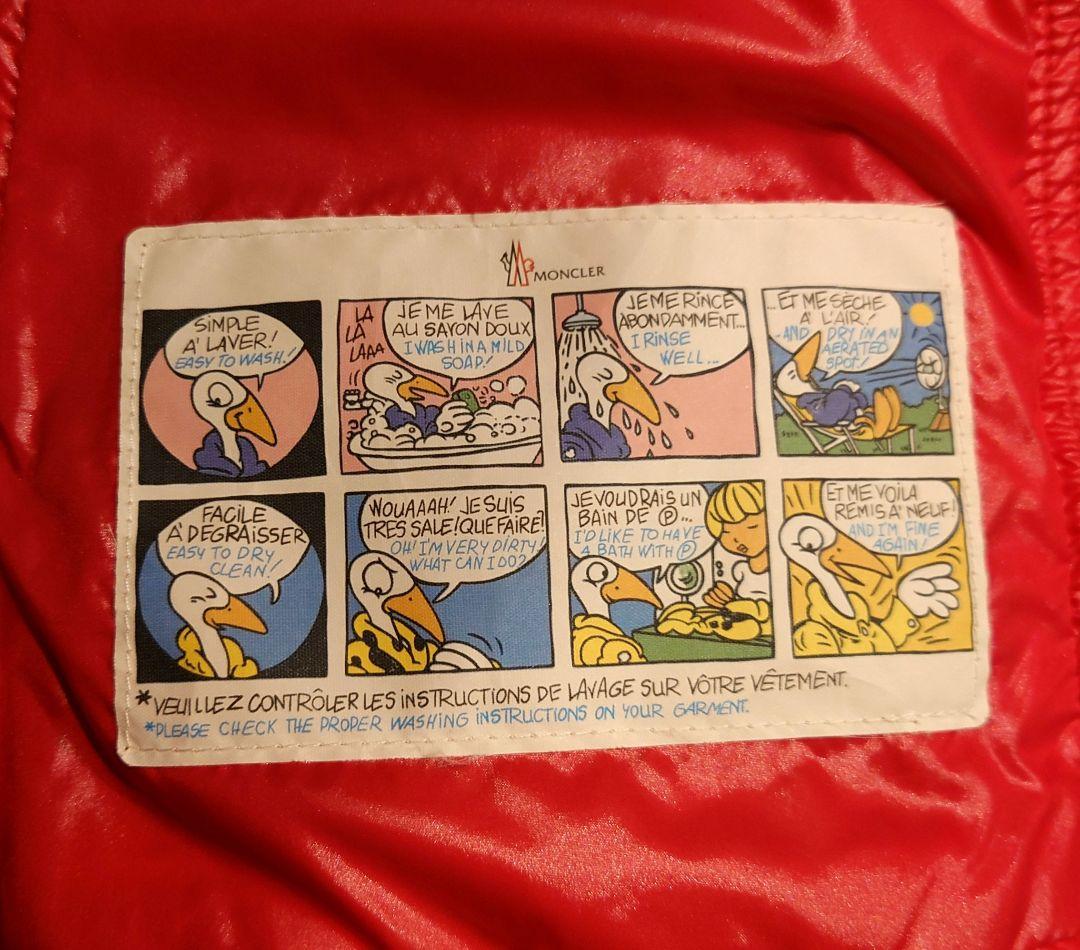 MONCLER
SIMPLE
A' LAVER!
EASY TO WASH!
LA
LA
LAAA
JE ME LAVE
AU SAVON DOUX
I WASH IN A MILD
SOAP!
JE ME RINCE
ABONDAMMENT...
I RINSE
WELL...
...ET ME SÈCHE
A' L'AIR!
..AND DRY IN AN
AERATED
SPOT!
FACILE
A' DEGRAISSER
EASY TO DRY
CLEAN!
WOUAAAH! JE SUIS
TRES SALE! QUE FAIRE?
OH! I'M VERY DIRTY!
WHAT CAN I DO?
JE VOUDRAIS UN
BAIN DE Ⓟ...
I'D LIKE TO HAVE
A BATH WITH Ⓟ
ET ME VOILA
REMIS A' NEUF!
AND I'M FINE
AGAIN!
*VEUILLEZ CONTRÔLER LES INSTRUCTIONS DE LAVAGE SUR VÔTRE VÊTEMENT.
*PLEASE CHECK THE PROPER WASHING INSTRUCTIONS ON YOUR GARMENT.